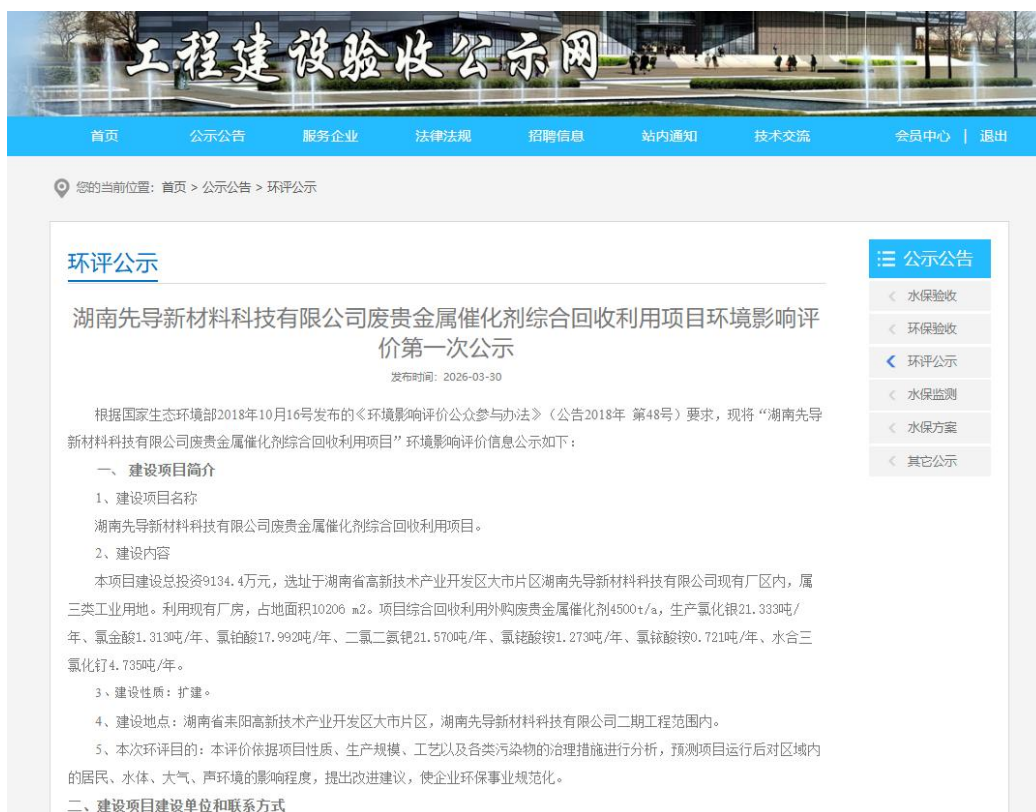 工程建设验收公示网
首页 公示公告 服务企业 法律法规 招聘信息 站内通知 技术交流 会员中心 | 退出
您的当前位置：首页 > 公示公告 > 环评公示
环评公示
湖南先导新材料科技有限公司废贵金属催化剂综合回收利用项目环境影响评
价第一次公示
发布时间：2026-03-30
根据国家生态环境部2018年10月16号发布的《环境影响评价公众参与办法》（公告2018年 第48号）要求，现将“湖南先导
新材料科技有限公司废贵金属催化剂综合回收利用项目”环境影响评价信息公示如下：
一、 建设项目简介
1、建设项目名称
湖南先导新材料科技有限公司废贵金属催化剂综合回收利用项目。
2、建设内容
本项目建设总投资9134.4万元，选址于湖南省高新技术产业开发区大市片区湖南先导新材料科技有限公司现有厂区内，属
三类工业用地。利用现有厂房，占地面积10206 m2。项目综合回收利用外购废贵金属催化剂4500t/a，生产氯化银21.333吨/
年、氯金酸1.313吨/年、氯铂酸17.992吨/年、二氯二氨钯21.570吨/年、氯铑酸铵1.273吨/年、氯铱酸铵0.721吨/年、水合三
氯化钌4.735吨/年。
3、建设性质：扩建。
4、建设地点：湖南省耒阳高新技术产业开发区大市片区，湖南先导新材料科技有限公司二期工程范围内。
5、本次环评目的：本评价依据项目性质、生产规模、工艺以及各类污染物的治理措施进行分析，预测项目运行后对区域内
的居民、水体、大气、声环境的影响程度，提出改进建议，使企业环保事业规范化。
二、建设项目建设单位和联系方式
公示公告
水保验收
环保验收
环评公示
水保监测
水保方案
其它公示